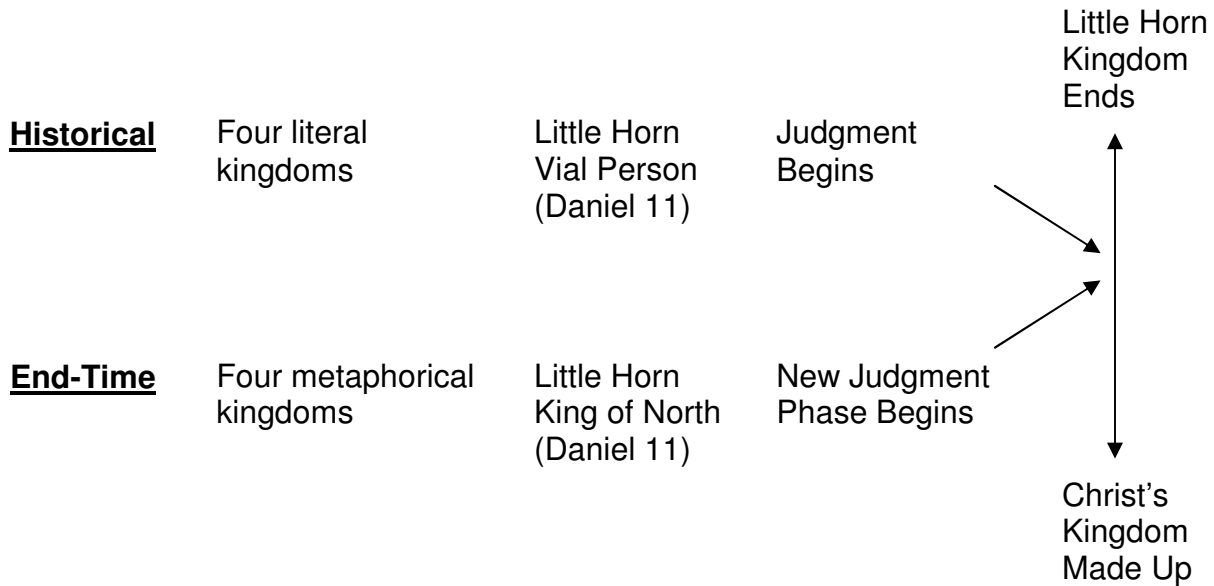 Little Horn
Kingdom
Ends
Historical
Four literal
kingdoms
Little Horn
Vial Person
(Daniel 11)
Judgment
Begins
End-Time
Four metaphorical
kingdoms
Little Horn
King of North
(Daniel 11)
New Judgment
Phase Begins
Christ's
Kingdom
Made Up